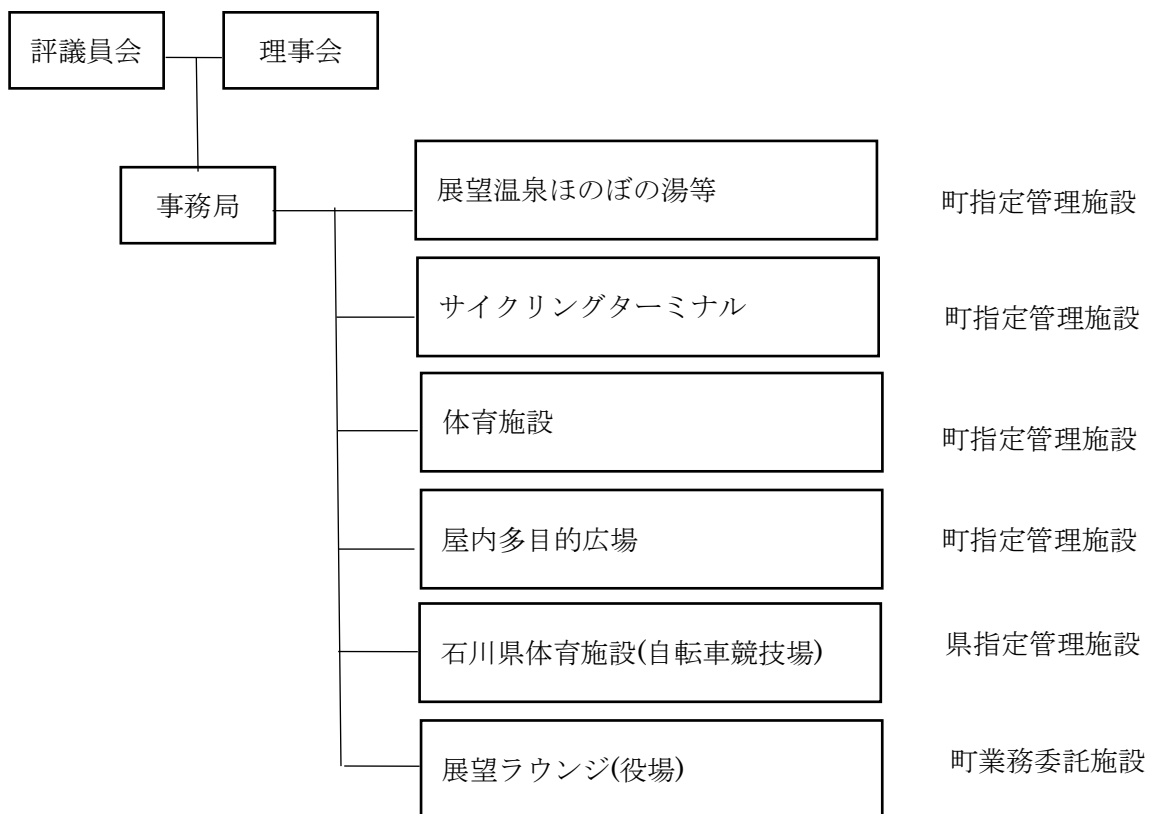 評議員会
理事会
事務局
展望温泉ほのぼの湯等
町指定管理施設
サイクリングターミナル
町指定管理施設
体育施設
町指定管理施設
屋内多目的広場
町指定管理施設
石川県体育施設(自転車競技場)
県指定管理施設
展望ラウンジ(役場)
町業務委託施設